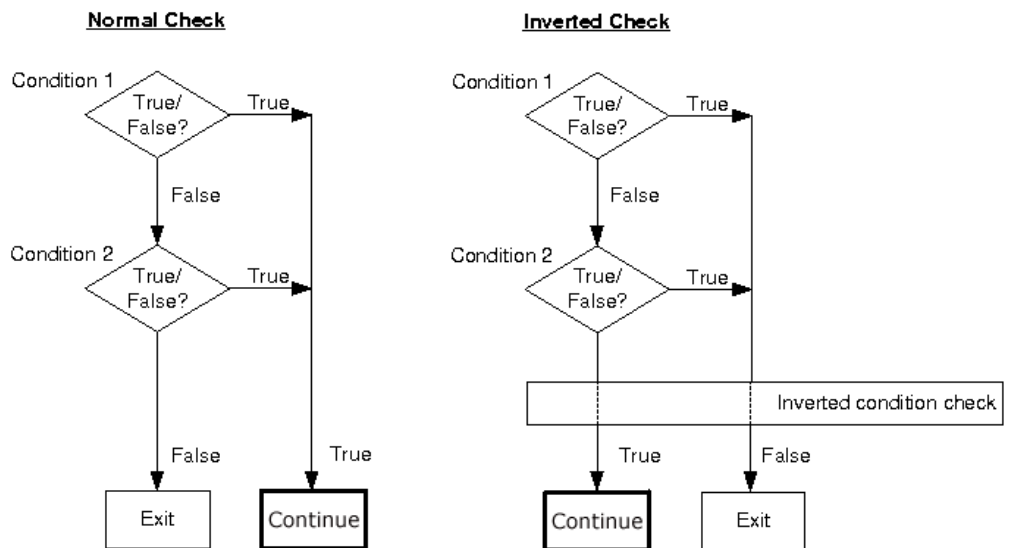 Normal Check
Condition 1
True/
False?
True
False
Condition 2
True/
False?
True
False
True
Exit
Continue
Inverted Check
Condition 1
True/
False?
True
False
Condition 2
True/
False?
True
Inverted condition check
True
False
Continue
Exit